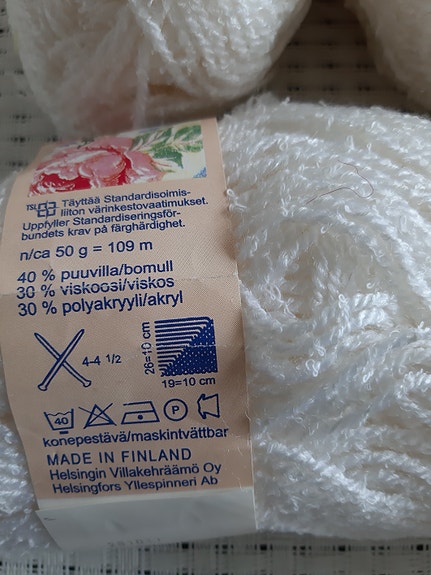 TSL Täyttää Standardisoimis-
liiton värinkestovaatimukset.
Uppfyller Standardiseringsför-
bundets krav på färghärdighet.
n/ca 50 g = 109 m
40 % puuvilla/bomull
30 % viskoosi/viskos
30 % polyakryyli/akryl
4-4 1/2
26=10 cm
19=10 cm
40 P
konepestävä/maskintvättbar
MADE IN FINLAND
Helsingin Villakehräämö Oy
Helsingfors Yllespinneri Ab